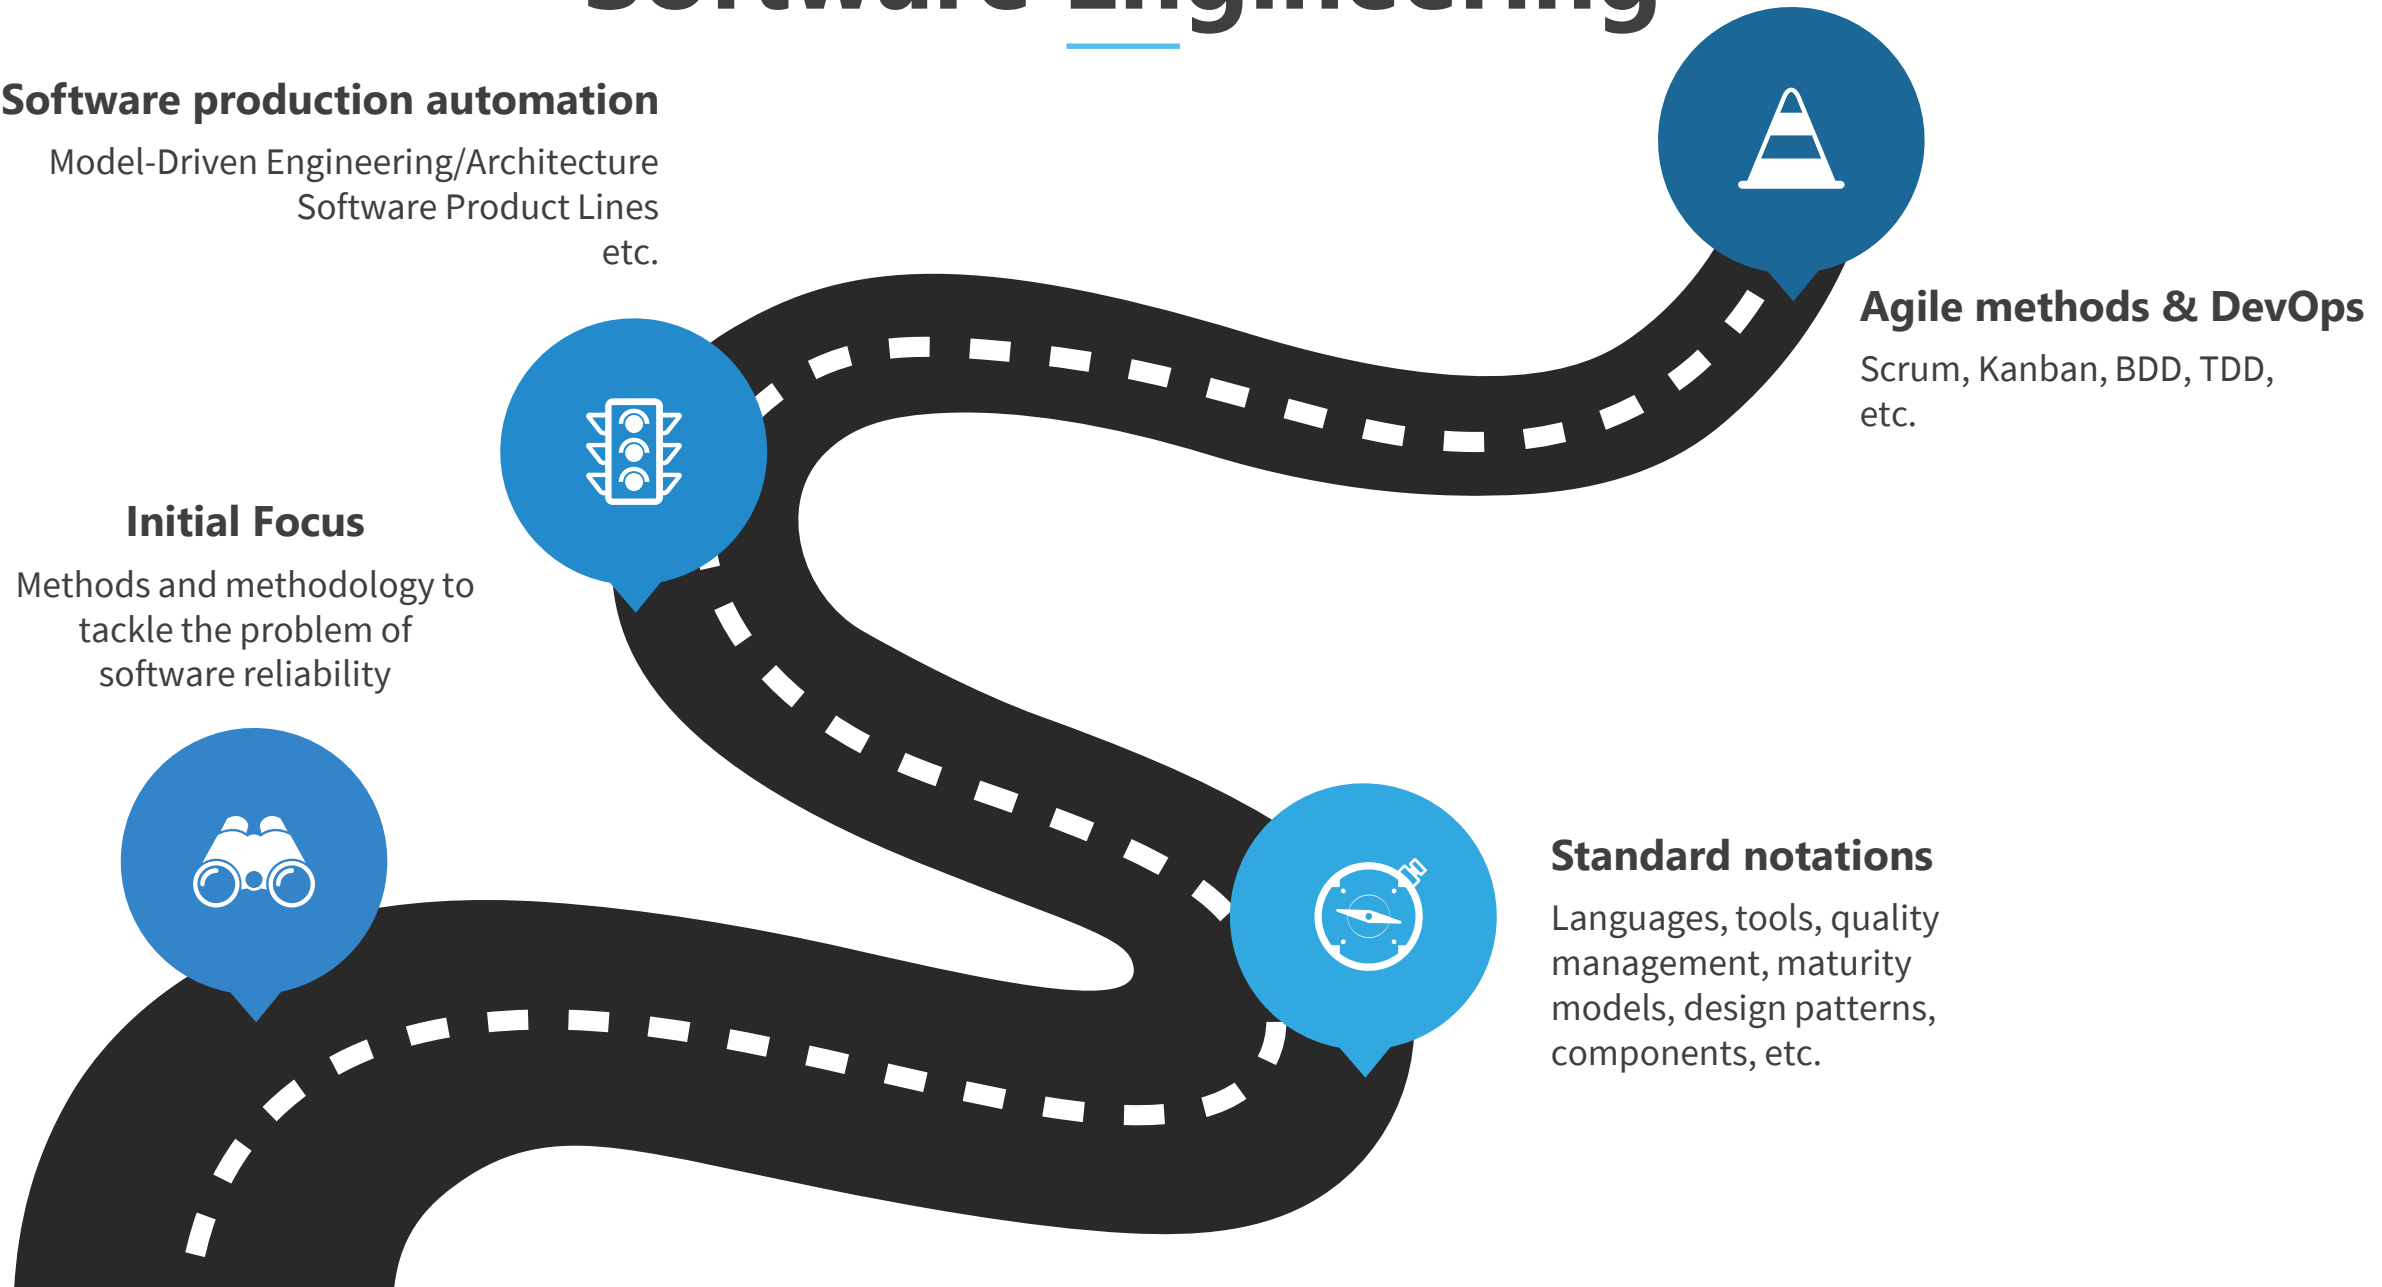 Software Engineering
Software production automation
Model-Driven Engineering/Architecture
Software Product Lines
etc.
Agile methods & DevOps
Scrum, Kanban, BDD, TDD,
etc.
Initial Focus
Methods and methodology to
tackle the problem of
software reliability
Standard notations
Languages, tools, quality
management, maturity
models, design patterns,
components, etc.